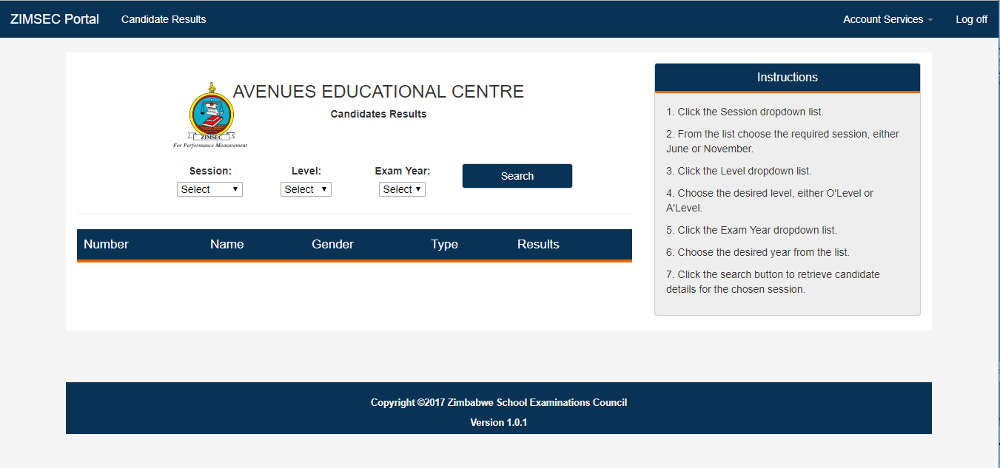 ZIMSEC Portal Candidate Results Account Services Log off
AVENUES EDUCATIONAL CENTRE
Candidates Results
ZIMSEC
For Performance Measurement
Session: Level: Exam Year:
Select Select Select Search
Number Name Gender Type Results
Instructions
1. Click the Session dropdown list.
2. From the list choose the required session, either
June or November.
3. Click the Level dropdown list.
4. Choose the desired level, either O'Level or
A'Level.
5. Click the Exam Year dropdown list.
6. Choose the desired year from the list.
7. Click the search button to retrieve candidate
details for the chosen session.
Copyright ©2017 Zimbabwe School Examinations Council
Version 1.0.1